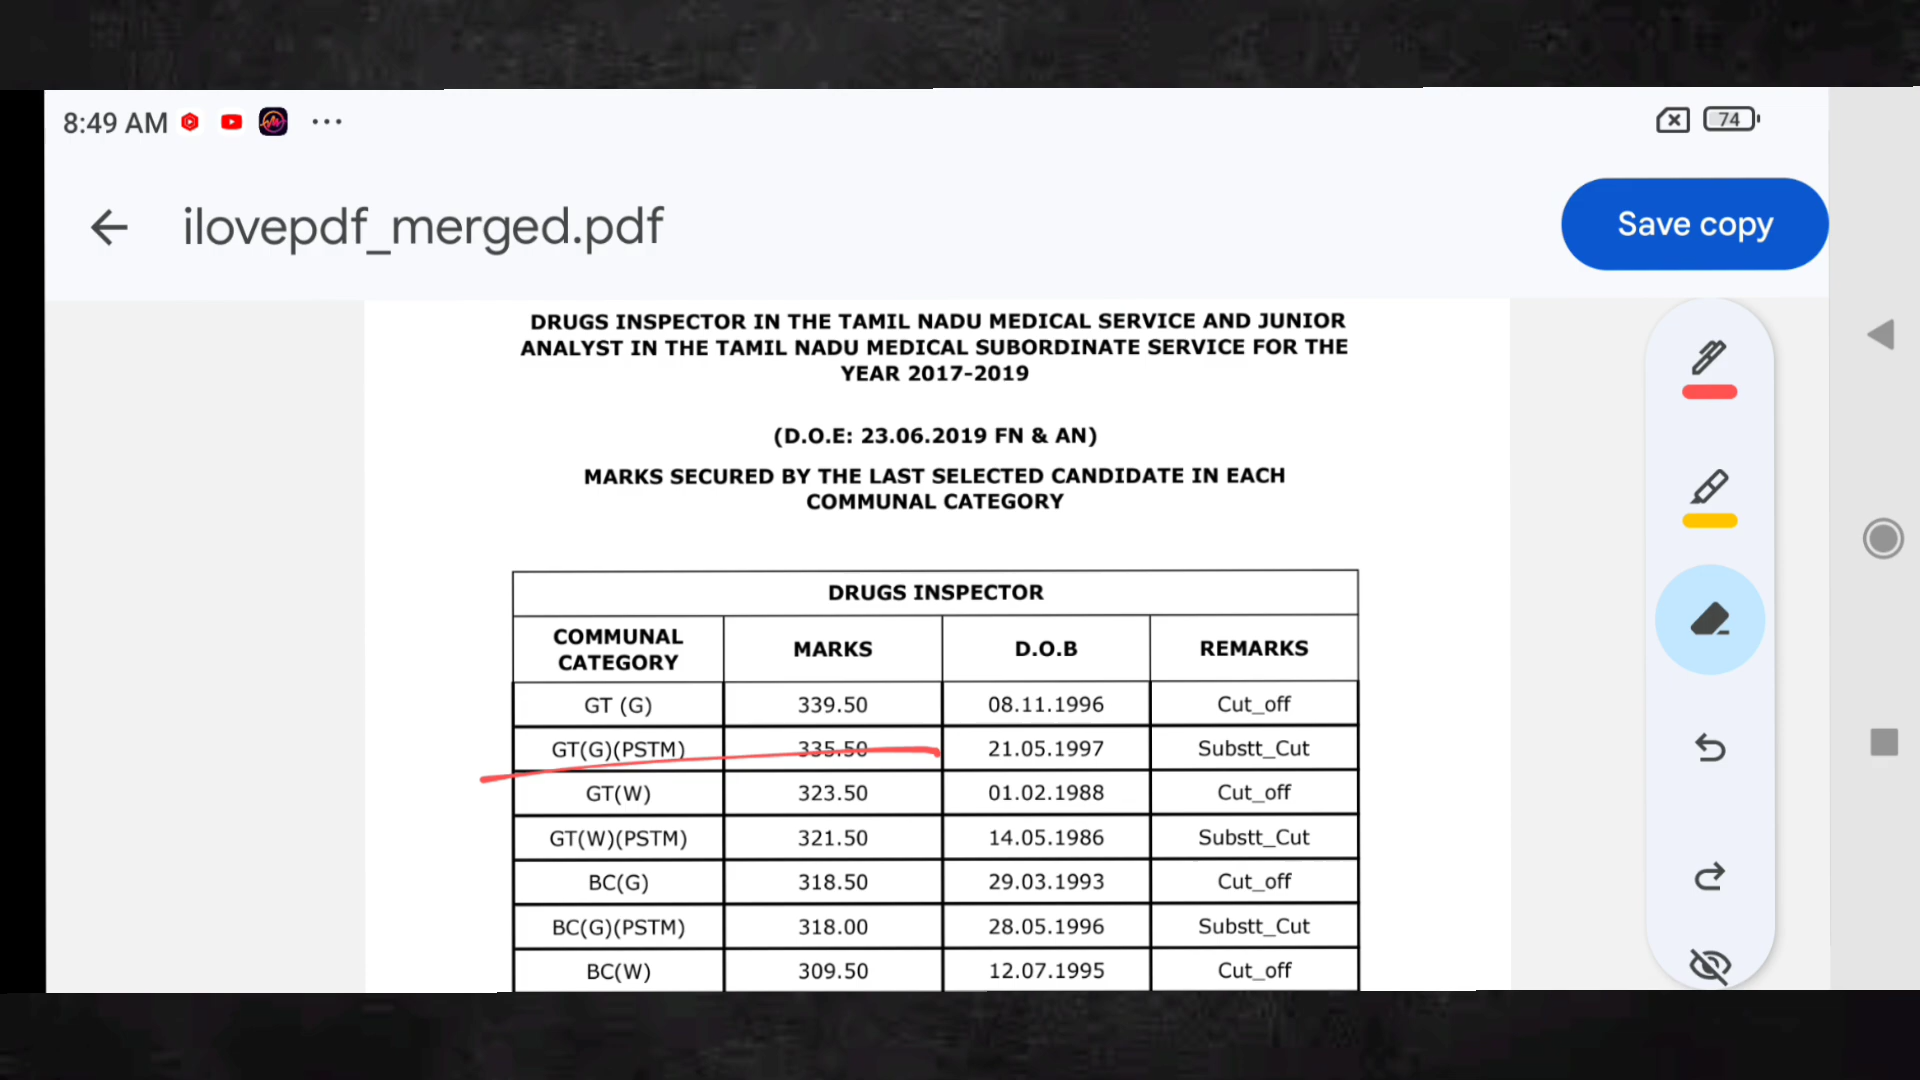 8:49 AM
74
ilovepdf_merged.pdf
Save copy
DRUGS INSPECTOR IN THE TAMIL NADU MEDICAL SERVICE AND JUNIOR
ANALYST IN THE TAMIL NADU MEDICAL SUBORDINATE SERVICE FOR THE
YEAR 2017-2019
(D.O.E: 23.06.2019 FN & AN)
MARKS SECURED BY THE LAST SELECTED CANDIDATE IN EACH
COMMUNAL CATEGORY
DRUGS INSPECTOR
COMMUNAL CATEGORY MARKS D.O.B REMARKS
GT (G) 339.50 08.11.1996 Cut_off
GT(G)(PSTM) 335.50 21.05.1997 Substt_Cut
GT(W) 323.50 01.02.1988 Cut_off
GT(W)(PSTM) 321.50 14.05.1986 Substt_Cut
BC(G) 318.50 29.03.1993 Cut_off
BC(G)(PSTM) 318.00 28.05.1996 Substt_Cut
BC(W) 309.50 12.07.1995 Cut_off